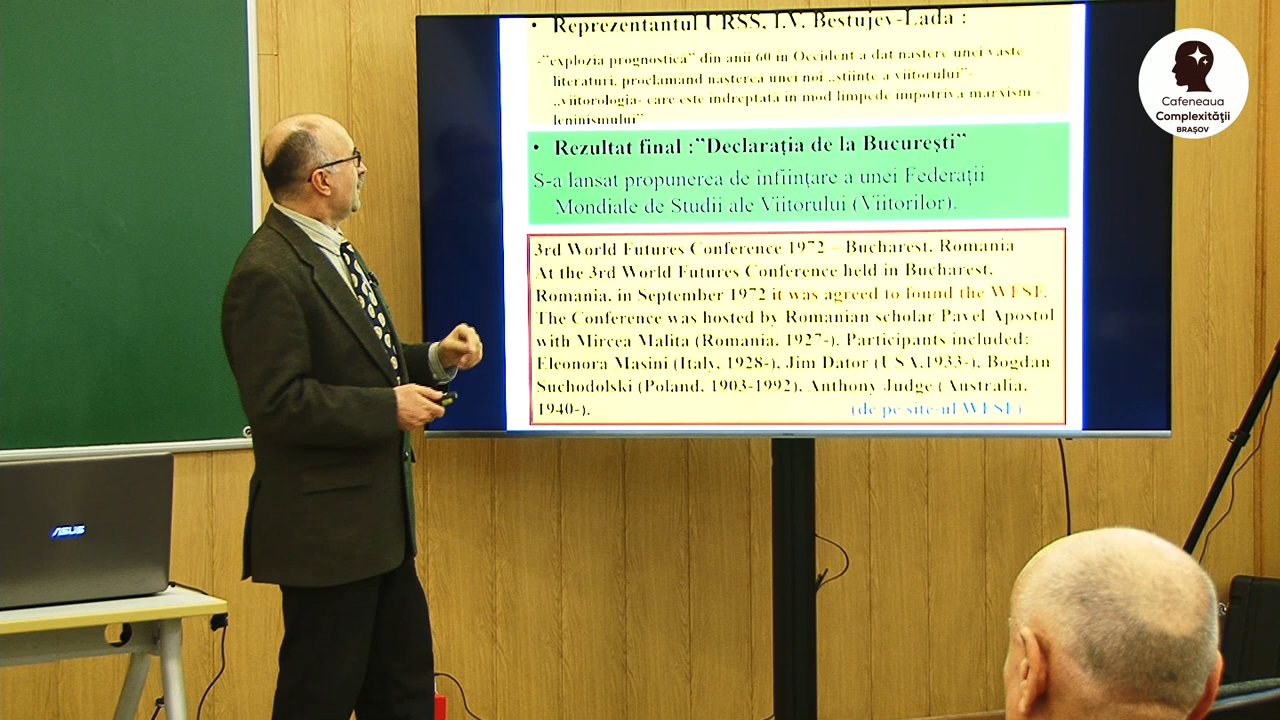 • Reprezentantul URSS, I.V. Bestujev-Lada :
-"explozia prognostica" din anii 60 in Occident a dat nastere unei vaste
literaturi, proclamand nasterea unei noi „stiinte a viitorului"-
„viitorologia- care este indreptata in mod limpede impotriva marxism -
leninismului"
• Rezultat final :"Declarația de la București"
S-a lansat propunerea de înființare a unei Federații
Mondiale de Studii ale Viitorului (Viitorilor).
3rd World Futures Conference 1972 – Bucharest, Romania
At the 3rd World Futures Conference held in Bucharest,
Romania, in September 1972 it was agreed to found the WFSF.
The Conference was hosted by Romanian scholar Pavel Apostol
with Mircea Malita (Romania, 1927-). Participants included:
Eleonora Masini (Italy, 1928-), Jim Dator (USA,1933-), Bogdan
Suchodolski (Poland, 1903-1992), Anthony Judge (Australia,
1940-). (de pe site-ul WFSF)
Cafeneaua
Complexității
BRAȘOV
ASUS